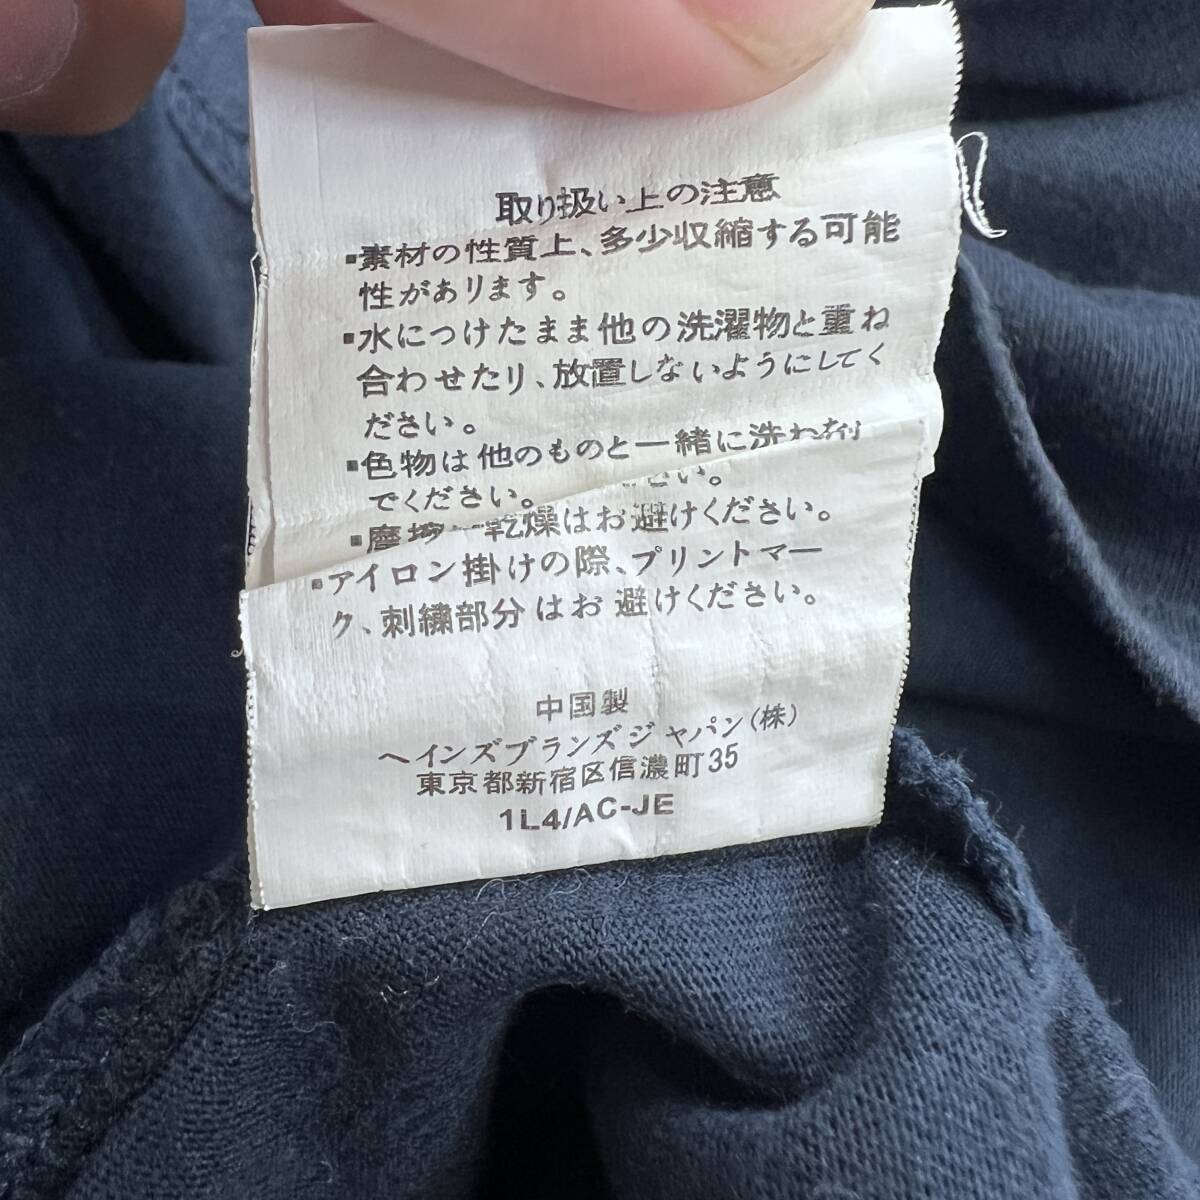 取り扱い上の注意
▪素材の性質上、多少収縮する可能
性があります。
▪水につけたまま他の洗濯物と重ね
合わせたり、放置しないようにしてく
ださい。
▪色物は他のものと一緒に洗わ
でください。 さい。
▪摩擦 乾燥はお避けください。
▪アイロン掛けの際、プリントマー
ク、刺繍部分はお避けください。
中国製
ヘインズブランズジャパン(株)
東京都新宿区信濃町35
1L4/AC-JE